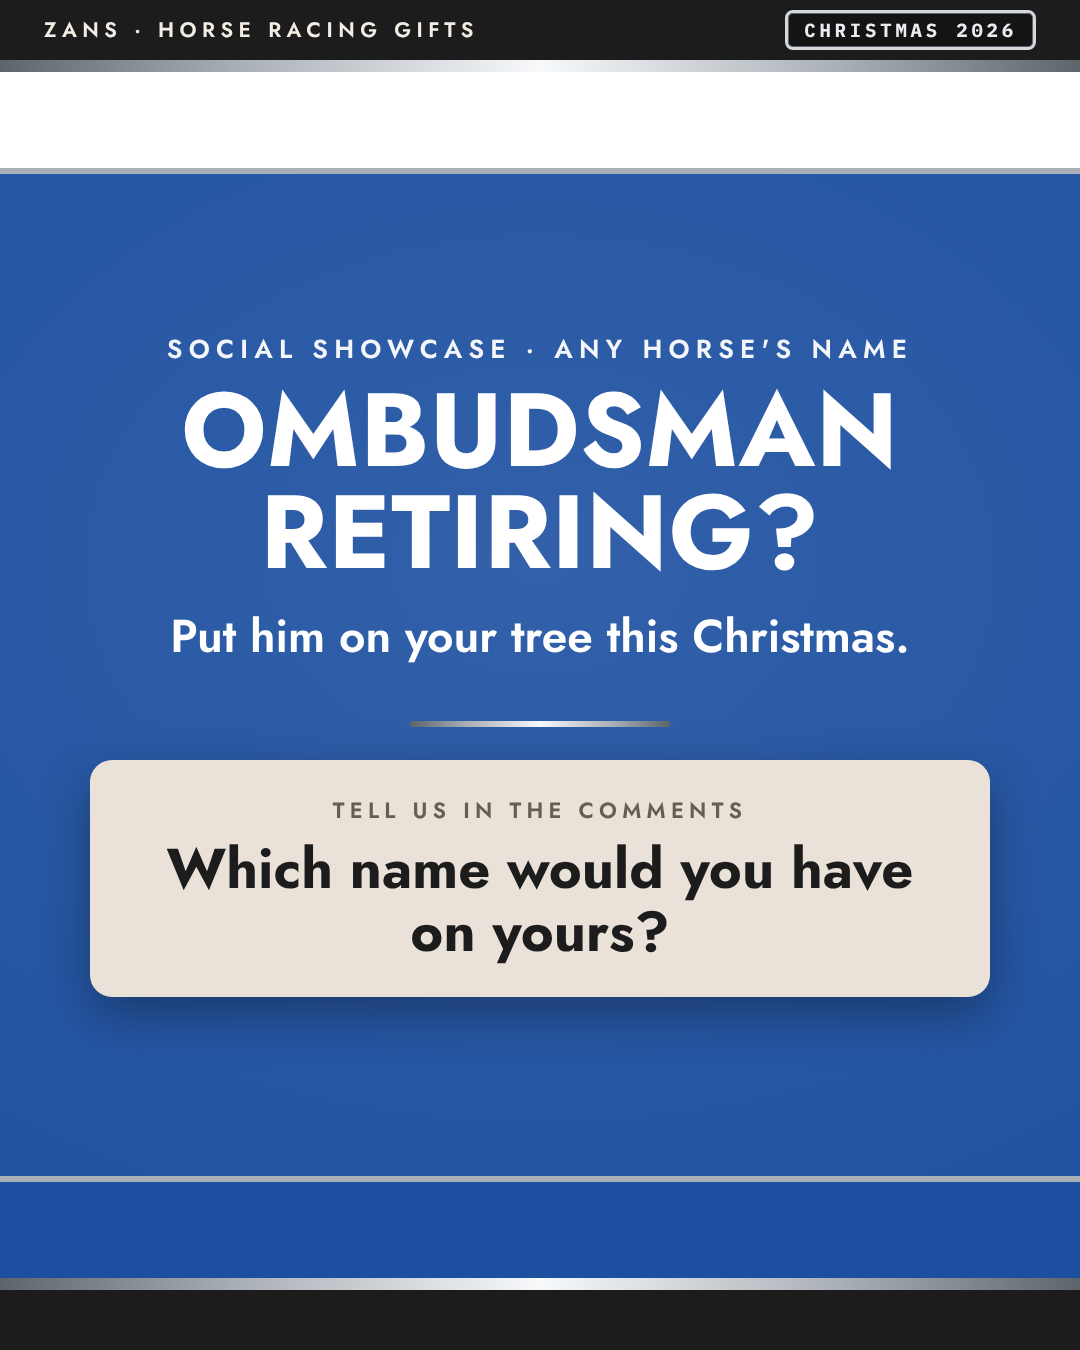 ZANS · HORSE RACING GIFTS
CHRISTMAS 2026
SOCIAL SHOWCASE · ANY HORSE'S NAME
OMBUDSMAN
RETIRING?
Put him on your tree this Christmas.
TELL US IN THE COMMENTS
Which name would you have
on yours?